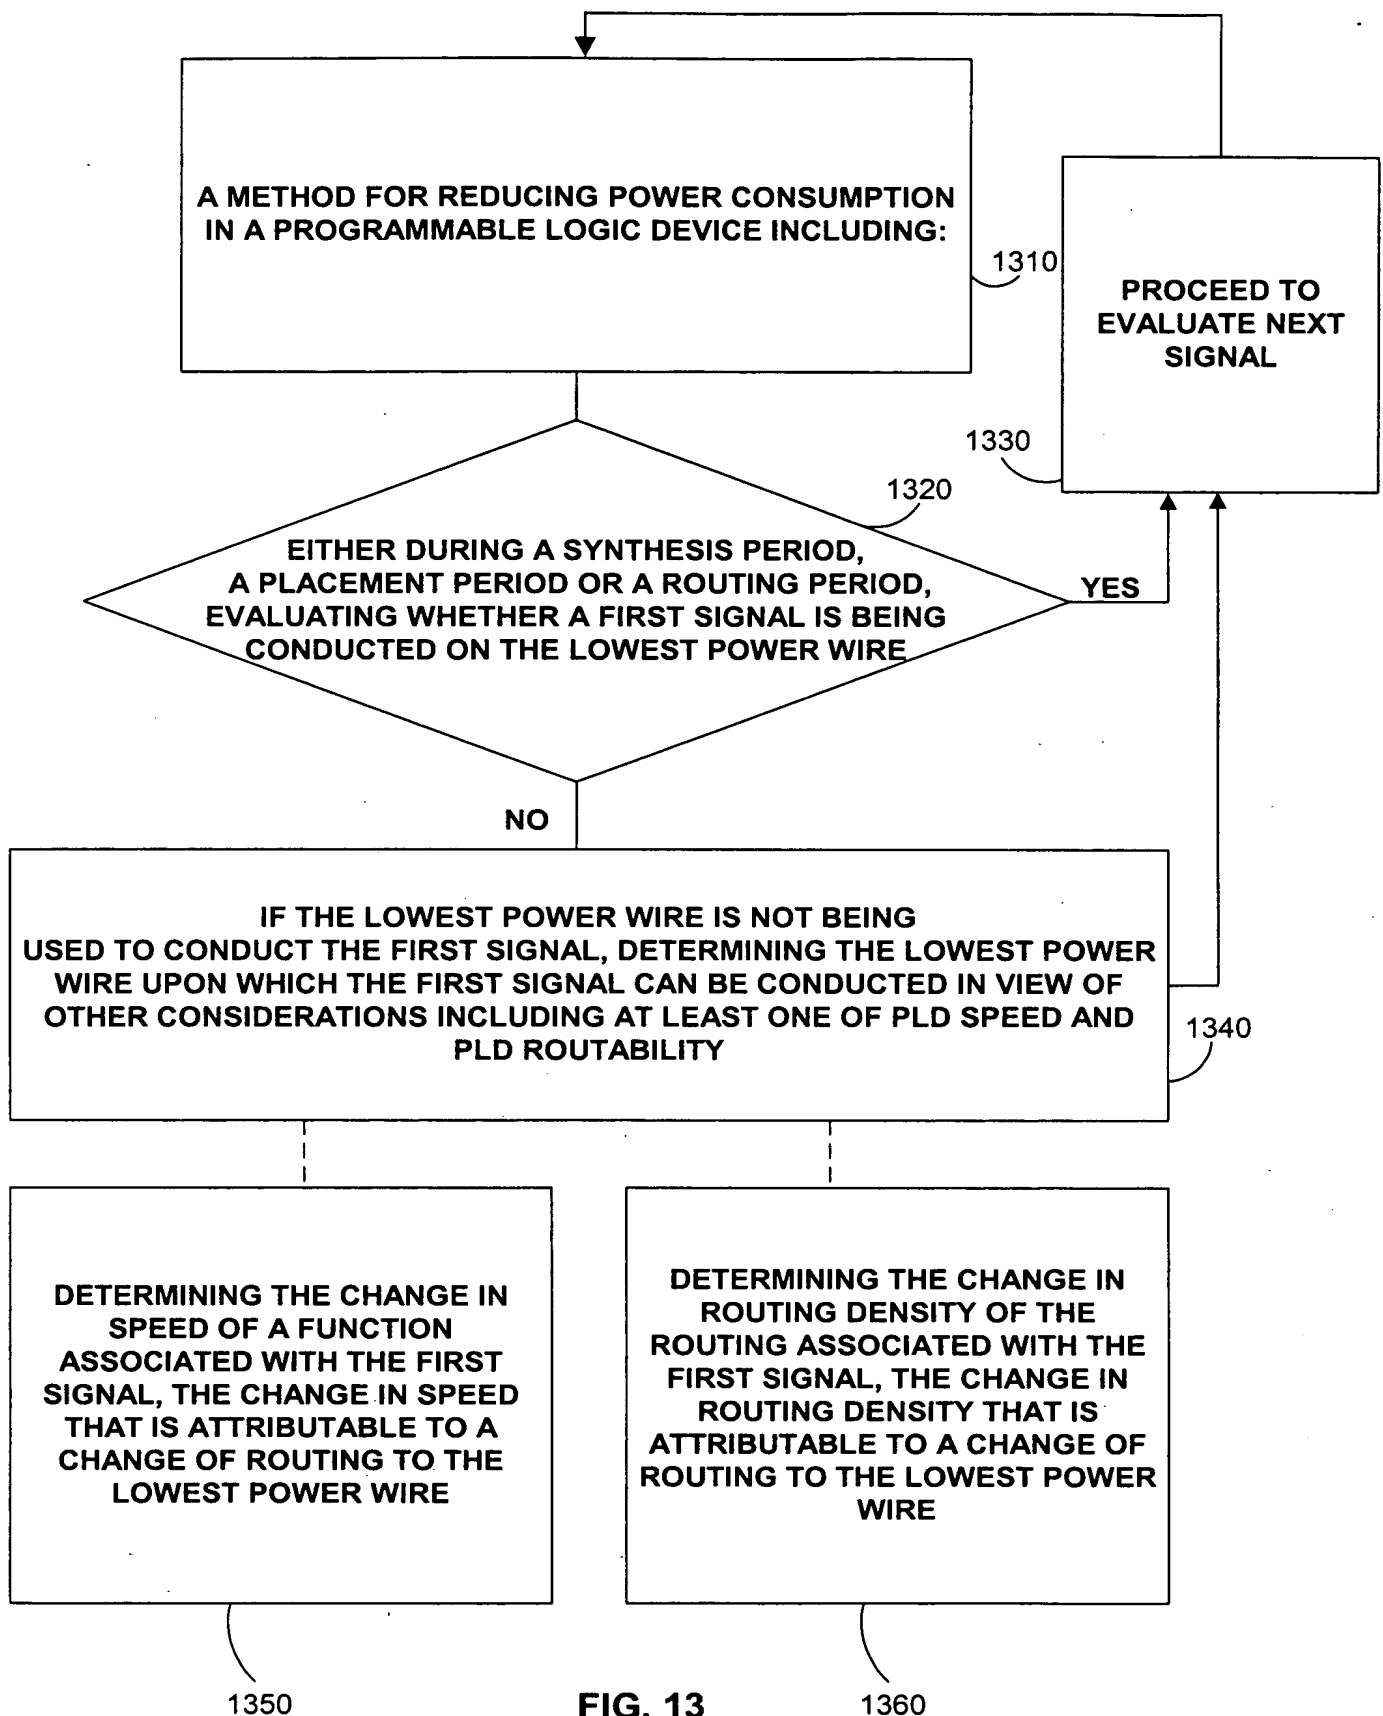 A METHOD FOR REDUCING POWER CONSUMPTION
IN A PROGRAMMABLE LOGIC DEVICE INCLUDING:
1310
PROCEED TO
EVALUATE NEXT
SIGNAL
1330
1320
EITHER DURING A SYNTHESIS PERIOD,
A PLACEMENT PERIOD OR A ROUTING PERIOD,
EVALUATING WHETHER A FIRST SIGNAL IS BEING
CONDUCTED ON THE LOWEST POWER WIRE
YES
NO
IF THE LOWEST POWER WIRE IS NOT BEING
USED TO CONDUCT THE FIRST SIGNAL, DETERMINING THE LOWEST POWER
WIRE UPON WHICH THE FIRST SIGNAL CAN BE CONDUCTED IN VIEW OF
OTHER CONSIDERATIONS INCLUDING AT LEAST ONE OF PLD SPEED AND
PLD ROUTABILITY
1340
DETERMINING THE CHANGE IN
SPEED OF A FUNCTION
ASSOCIATED WITH THE FIRST
SIGNAL, THE CHANGE IN SPEED
THAT IS ATTRIBUTABLE TO A
CHANGE OF ROUTING TO THE
LOWEST POWER WIRE
1350
DETERMINING THE CHANGE IN
ROUTING DENSITY OF THE
ROUTING ASSOCIATED WITH THE
FIRST SIGNAL, THE CHANGE IN
ROUTING DENSITY THAT IS
ATTRIBUTABLE TO A CHANGE OF
ROUTING TO THE LOWEST POWER
WIRE
1360
FIG. 13